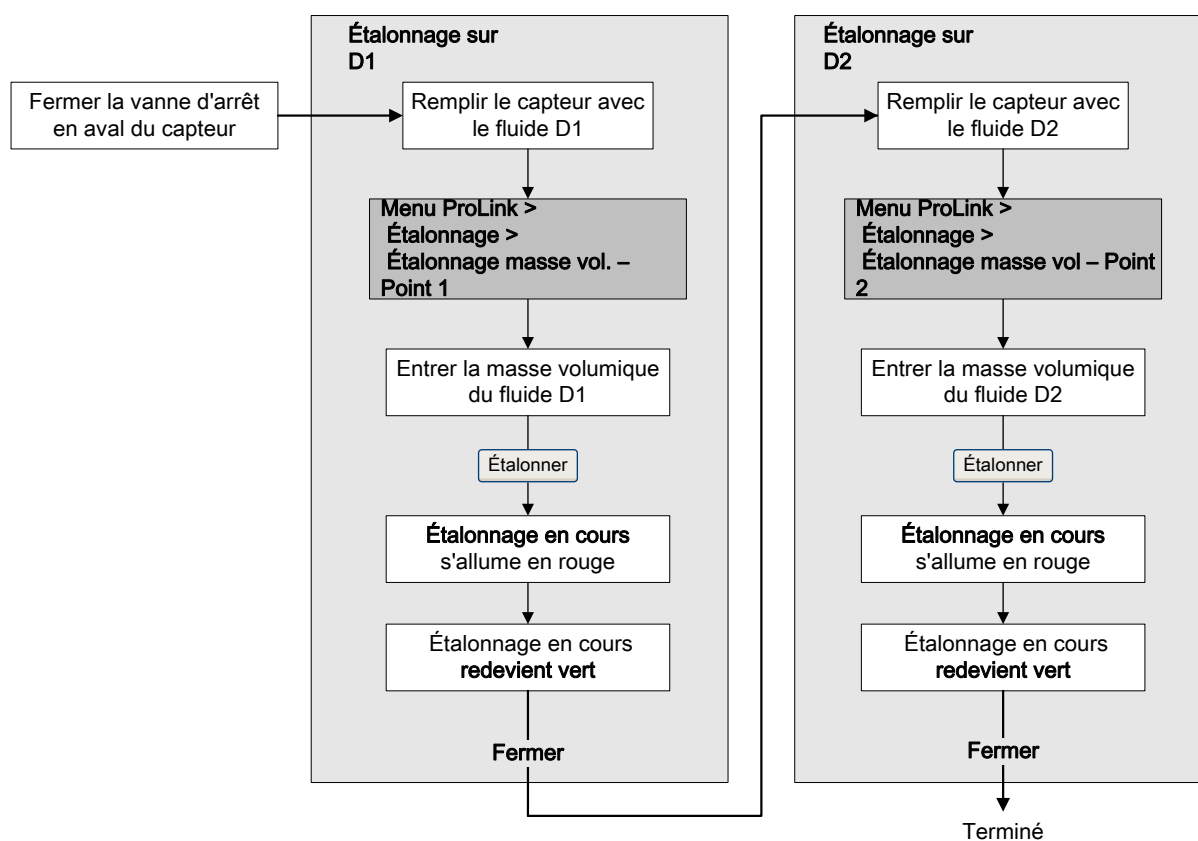 Fermer la vanne d'arrêt
en aval du capteur
Étalonnage sur
D1
Remplir le capteur avec
le fluide D1
Menu ProLink >
Étalonnage >
Étalonnage masse vol. –
Point 1
Entrer la masse volumique
du fluide D1
Étalonner
Étalonnage en cours
s'allume en rouge
Étalonnage en cours
redevient vert
Fermer
Étalonnage sur
D2
Remplir le capteur avec
le fluide D2
Menu ProLink >
Étalonnage >
Étalonnage masse vol – Point
2
Entrer la masse volumique
du fluide D2
Étalonner
Étalonnage en cours
s'allume en rouge
Étalonnage en cours
redevient vert
Fermer
Terminé